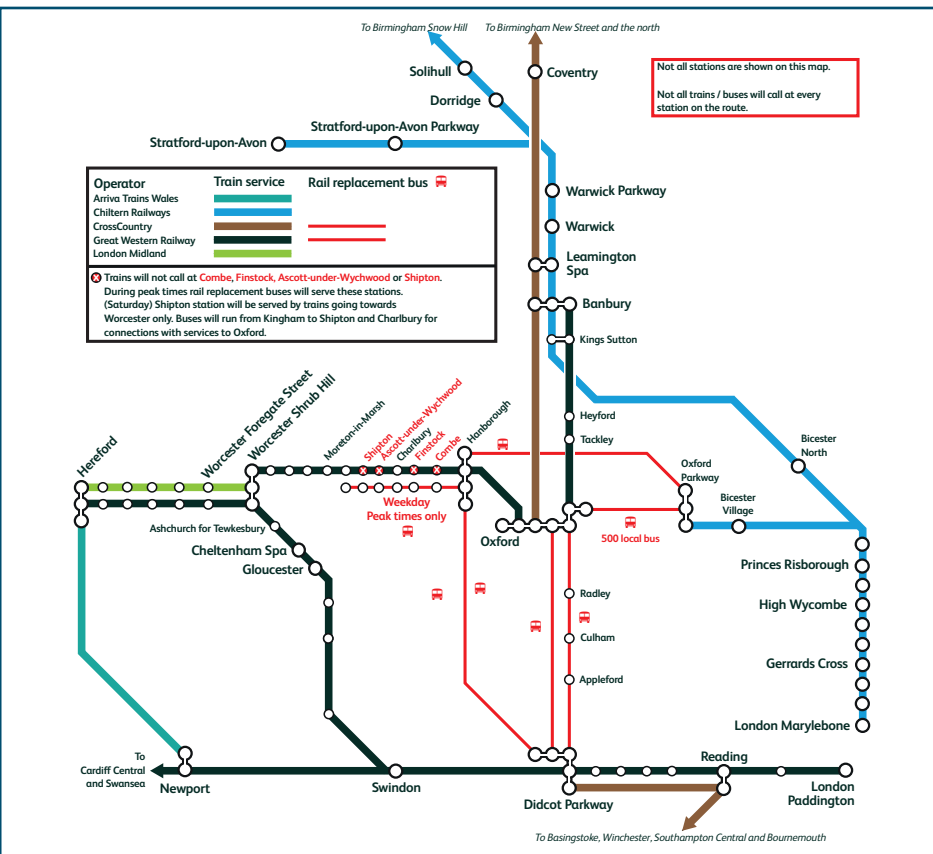 To Birmingham Snow Hill
To Birmingham New Street and the north
Solihull
Coventry
Dorridge
Not all stations are shown on this map.
Not all trains / buses will call at every
station on the route.
Stratford-upon-Avon Parkway
Stratford-upon-Avon
Operator
Train service
Rail replacement bus
Arriva Trains Wales
Chiltern Railways
CrossCountry
Great Western Railway
London Midland
Trains will not call at Combe, Finstock, Ascott-under-Wychwood or Shipton.
During peak times rail replacement buses will serve these stations.
(Saturday) Shipton station will be served by trains going towards
Worcester only. Buses will run from Kingham to Shipton and Charlbury for
connections with services to Oxford.
Warwick Parkway
Warwick
Leamington
Spa
Banbury
Kings Sutton
Heyford
Tackley
Hereford
Worcester Foregate Street
Worcester Shrub Hill
Moreton-in-Marsh
Shipton
Ascott-under-Wychwood
Charlbury
Finstock
Combe
Hanborough
Bicester
North
Oxford
Parkway
Bicester
Village
Weekday
Peak times only
Ashchurch for Tewkesbury
Cheltenham Spa
Gloucester
Oxford
500 local bus
Princes Risborough
High Wycombe
Gerrards Cross
London Marylebone
Radley
Culham
Appleford
To
Cardiff Central
and Swansea
Newport
Swindon
Didcot Parkway
Reading
London
Paddington
To Basingstoke, Winchester, Southampton Central and Bournemouth